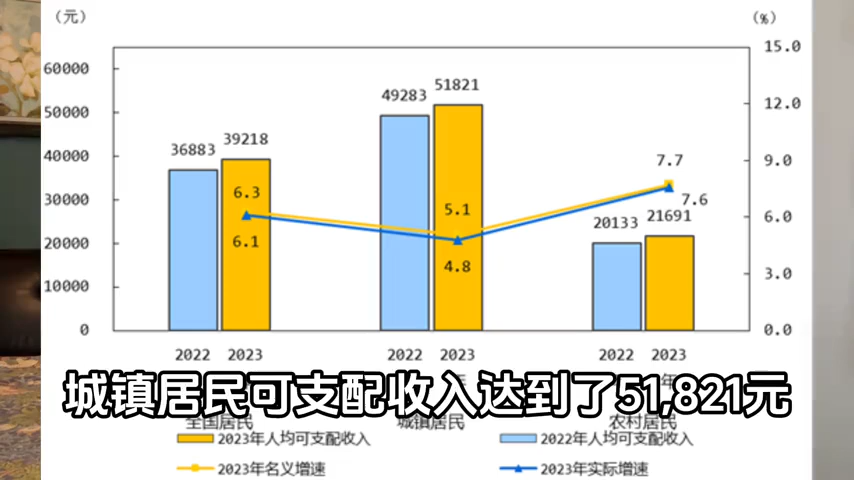 （元）
（%）
60000
50000
40000
30000
20000
10000
0
15.0
12.0
9.0
6.0
3.0
0.0
36883
39218
49283
51821
20133
21691
6.3
6.1
5.1
4.8
7.7
7.6
2022 2023
2022 2023
2022 2023
年
城镇居民可支配收入达到了51,821元
全国居民
城镇居民
农村居民
2023年人均可支配收入
2022年人均可支配收入
2023年名义增速
2023年实际增速